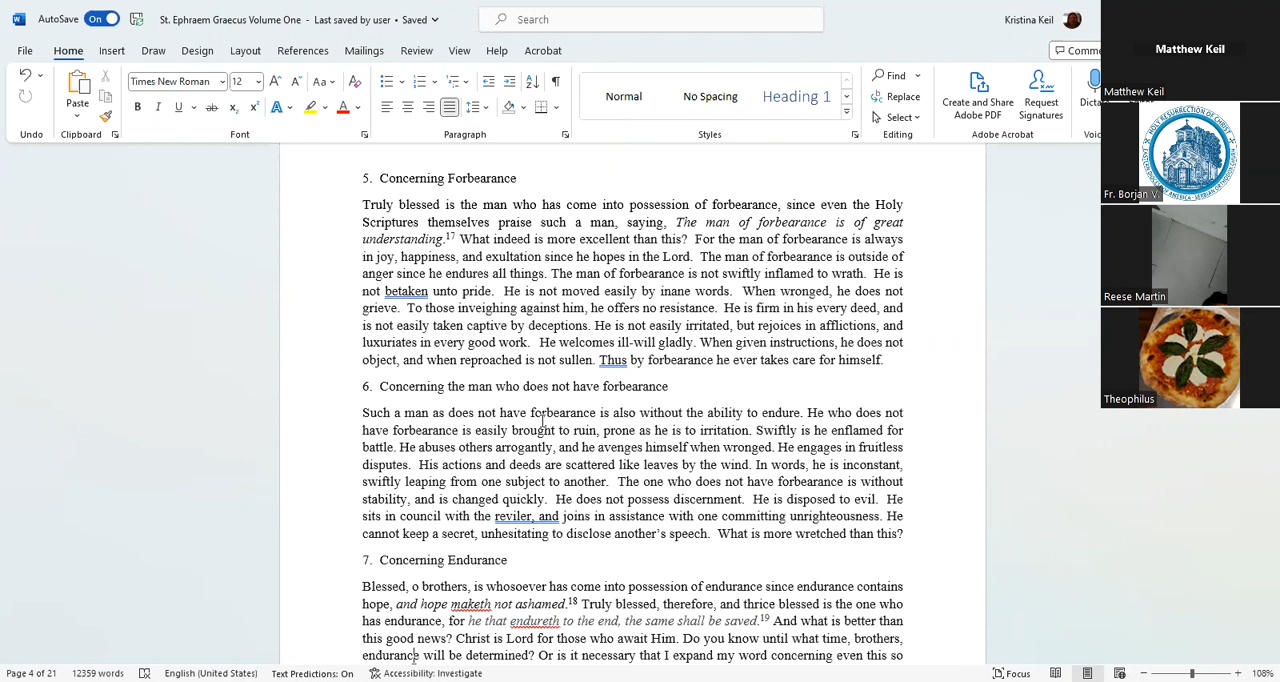 AutoSave On St. Ephraem Graecus Volume One - Last saved by user • Saved Search Kristina Keil
File Home Insert Draw Design Layout References Mailings Review View Help Acrobat Comme
Times New Roman 12 Aa Find
Paste Normal No Spacing Heading 1 Replace Create and Share Adobe PDF Request Signatures Dicta
B I U ab x2 x2 A A Select
Undo Clipboard Font Paragraph Styles Editing Adobe Acrobat Voic
Matthew Keil
Matthew Keil
HOLY RESURRECTION OF CHRIST
EASTERN DIOCESE OF AMERICA - SERBIAN ORTHODOX CHURCH
Fr. Borjan V.
Reese Martin
Theophilus
5. Concerning Forbearance
Truly blessed is the man who has come into possession of forbearance, since even the Holy
Scriptures themselves praise such a man, saying, The man of forbearance is of great
understanding.17 What indeed is more excellent than this? For the man of forbearance is always
in joy, happiness, and exultation since he hopes in the Lord. The man of forbearance is outside of
anger since he endures all things. The man of forbearance is not swiftly inflamed to wrath. He is
not betaken unto pride. He is not moved easily by inane words. When wronged, he does not
grieve. To those inveighing against him, he offers no resistance. He is firm in his every deed, and
is not easily taken captive by deceptions. He is not easily irritated, but rejoices in afflictions, and
luxuriates in every good work. He welcomes ill-will gladly. When given instructions, he does not
object, and when reproached is not sullen. Thus by forbearance he ever takes care for himself.
6. Concerning the man who does not have forbearance
Such a man as does not have forbearance is also without the ability to endure. He who does not
have forbearance is easily brought to ruin, prone as he is to irritation. Swiftly is he enflamed for
battle. He abuses others arrogantly, and he avenges himself when wronged. He engages in fruitless
disputes. His actions and deeds are scattered like leaves by the wind. In words, he is inconstant,
swiftly leaping from one subject to another. The one who does not have forbearance is without
stability, and is changed quickly. He does not possess discernment. He is disposed to evil. He
sits in council with the reviler, and joins in assistance with one committing unrighteousness. He
cannot keep a secret, unhesitating to disclose another's speech. What is more wretched than this?
7. Concerning Endurance
Blessed, o brothers, is whosoever has come into possession of endurance since endurance contains
hope, and hope maketh not ashamed.18 Truly blessed, therefore, and thrice blessed is the one who
has endurance, for he that endureth to the end, the same shall be saved.19 And what is better than
this good news? Christ is Lord for those who await Him. Do you know until what time, brothers,
endurance will be determined? Or is it necessary that I expand my word concerning even this so
Page 4 of 21 12359 words English (United States) Text Predictions: On Accessibility: Investigate Focus 108%